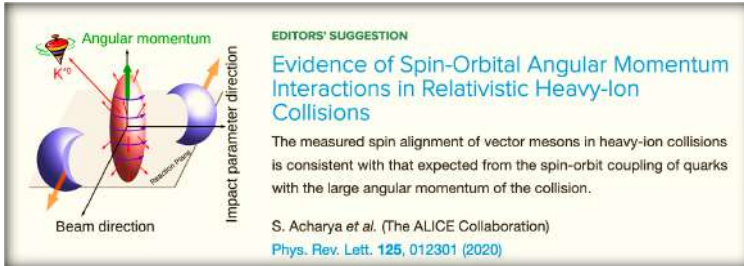 Angular momentum
K*0
Impact parameter direction
Reaction Plane
Beam direction
EDITORS' SUGGESTION
Evidence of Spin-Orbital Angular Momentum
Interactions in Relativistic Heavy-Ion
Collisions
The measured spin alignment of vector mesons in heavy-ion collisions
is consistent with that expected from the spin-orbit coupling of quarks
with the large angular momentum of the collision.
S. Acharya et al. (The ALICE Collaboration)
Phys. Rev. Lett. 125, 012301 (2020)